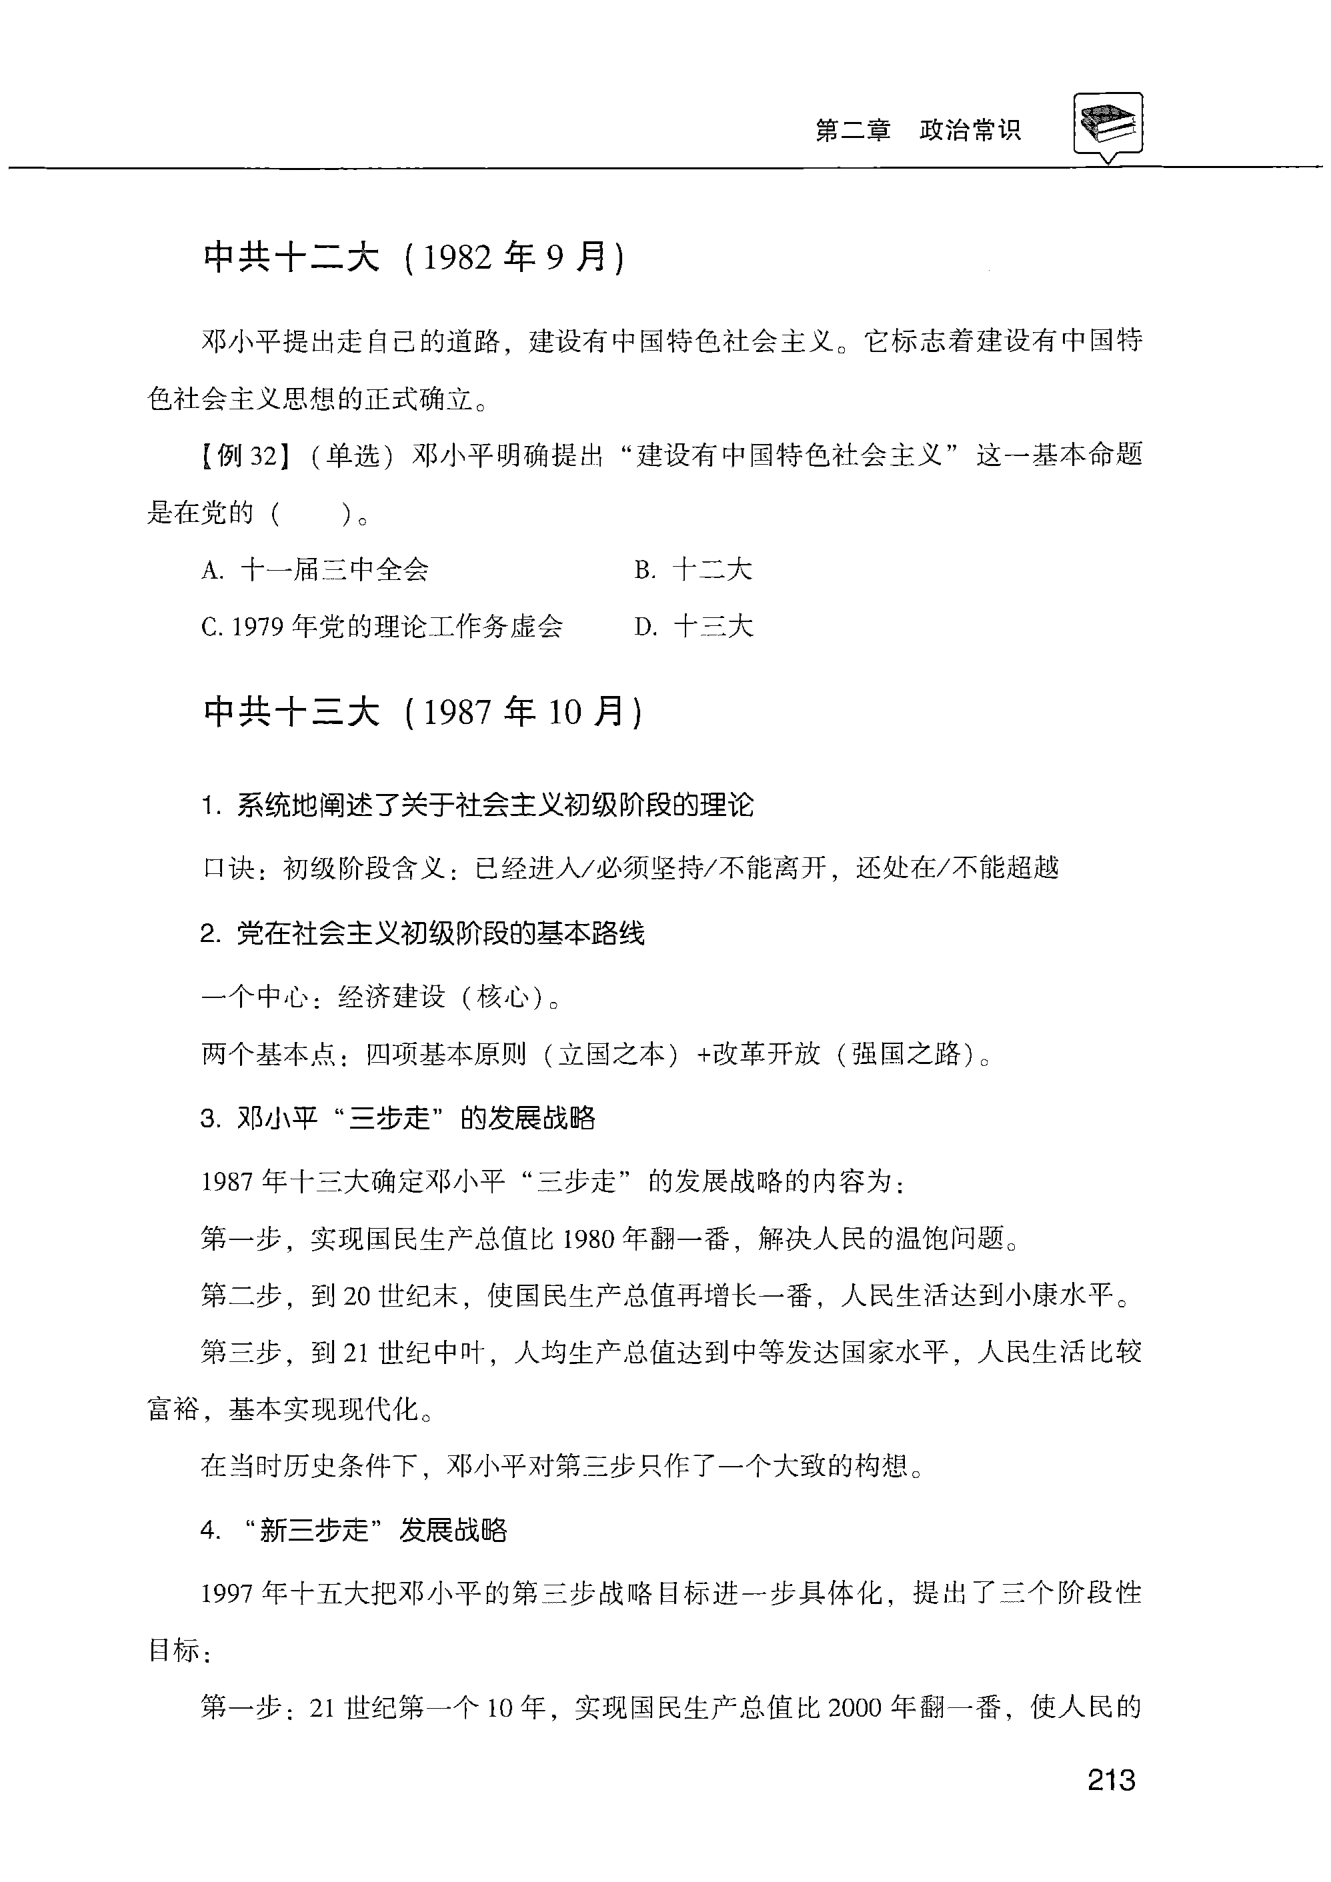 第二章 政治常识
中共十二大 (1982 年 9 月)
邓小平提出走自己的道路，建设有中国特色社会主义。它标志着建设有中国特
色社会主义思想的正式确立。
【例 32】(单选) 邓小平明确提出“建设有中国特色社会主义”这一基本命题
是在党的 ( )。
A. 十一届三中全会 B. 十二大
C. 1979 年党的理论工作务虚会 D. 十三大
中共十三大 (1987 年 10 月)
1. 系统地阐述了关于社会主义初级阶段的理论
口诀：初级阶段含义：已经进入/必须坚持/不能离开，还处在/不能超越
2. 党在社会主义初级阶段的基本路线
一个中心：经济建设 (核心)。
两个基本点：四项基本原则 (立国之本) +改革开放 (强国之路)。
3. 邓小平“三步走”的发展战略
1987 年十三大确定邓小平“三步走”的发展战略的内容为：
第一步，实现国民生产总值比 1980 年翻一番，解决人民的温饱问题。
第二步，到 20 世纪末，使国民生产总值再增长一番，人民生活达到小康水平。
第三步，到 21 世纪中叶，人均生产总值达到中等发达国家水平，人民生活比较
富裕，基本实现现代化。
在当时历史条件下，邓小平对第三步只作了一个大致的构想。
4. “新三步走”发展战略
1997 年十五大把邓小平的第三步战略目标进一步具体化，提出了三个阶段性
目标：
第一步：21 世纪第一个 10 年，实现国民生产总值比 2000 年翻一番，使人民的
213